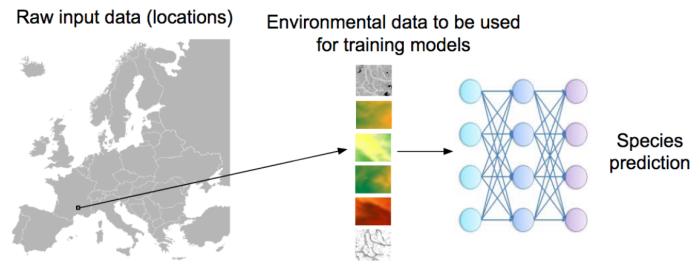 Raw input data (locations)
Environmental data to be used
for training models
Species
prediction